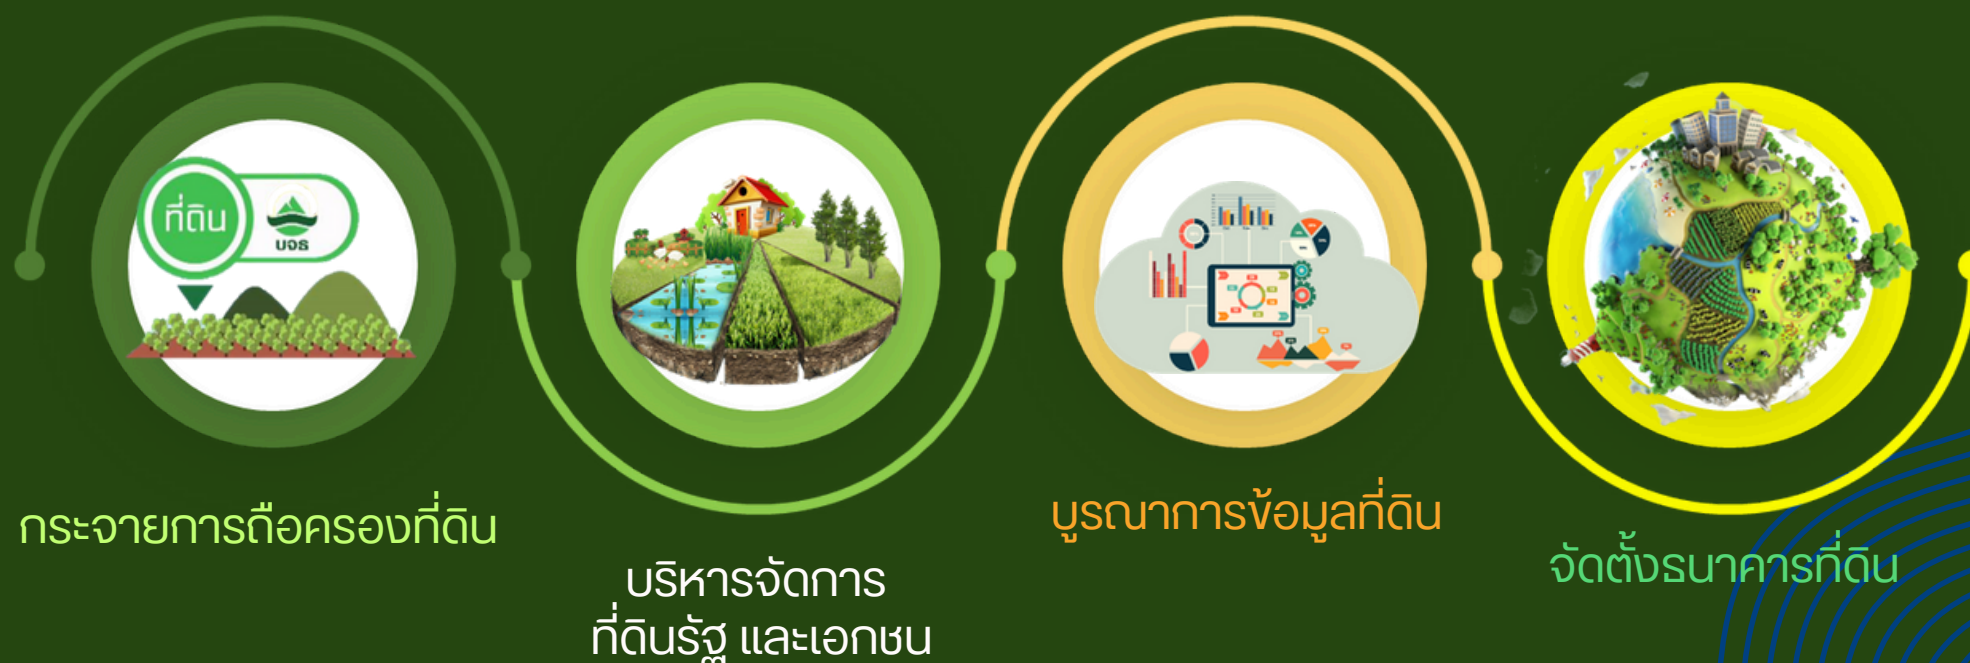 ที่ดิน
บจธ
กระจายการถือครองที่ดิน
บริหารจัดการ
ที่ดินรัฐ และเอกชน
บูรณาการข้อมูลที่ดิน
จัดตั้งธนาคารที่ดิน